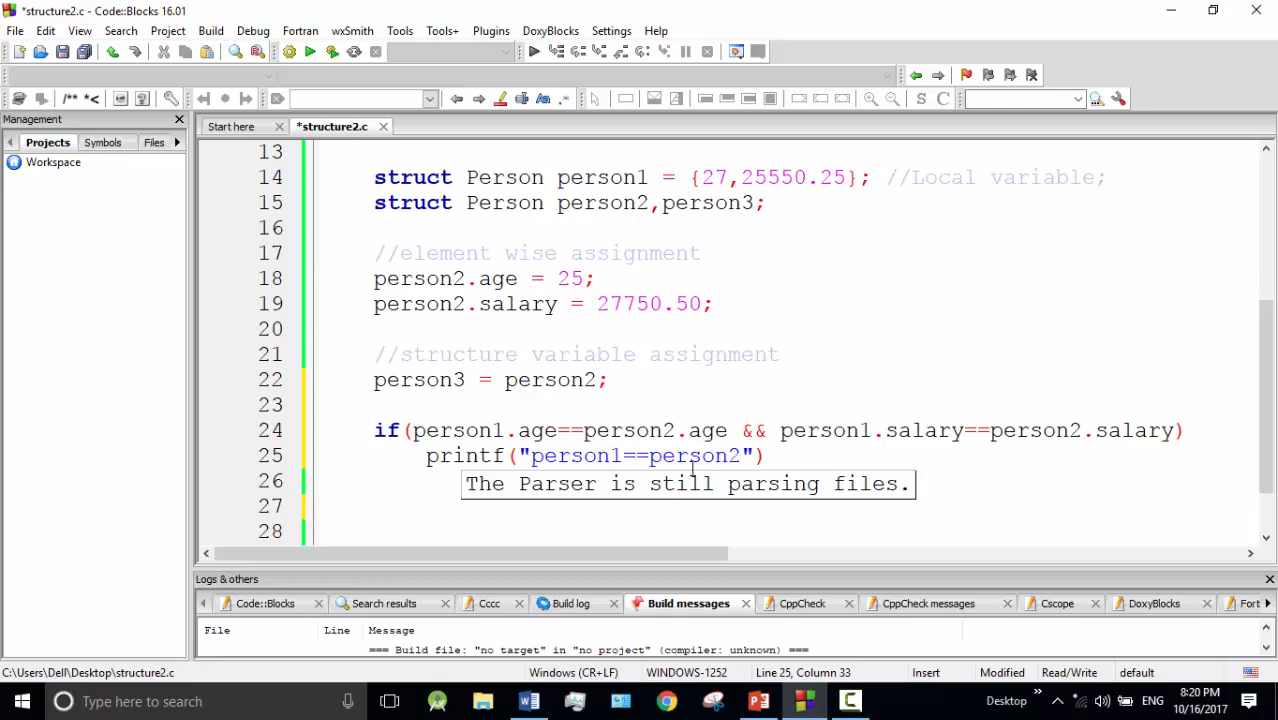 *structure2.c - Code::Blocks 16.01
File Edit View Search Project Build Debug Fortran wxSmith Tools Tools+ Plugins DoxyBlocks Settings Help
/** *<
S C
Management
Start here *structure2.c
Projects Symbols Files
Workspace
13
14 struct Person person1 = {27,25550.25}; //Local variable;
15 struct Person person2,person3;
16
17 //element wise assignment
18 person2.age = 25;
19 person2.salary = 27750.50;
20
21 //structure variable assignment
22 person3 = person2;
23
24 if(person1.age==person2.age && person1.salary==person2.salary)
25 printf("person1==person2")
26 The Parser is still parsing files.
27
28
Logs & others
Code::Blocks Search results Cccc Build log Build messages CppCheck CppCheck messages Cscope DoxyBlocks Fort
File Line Message
=== Build file: "no target" in "no project" (compiler: unknown) ===
C:\Users\Dell\Desktop\structure2.c Windows (CR+LF) WINDOWS-1252 Line 25, Column 33 Insert Modified Read/Write default
Type here to search Desktop ENG 8:20 PM
10/16/2017